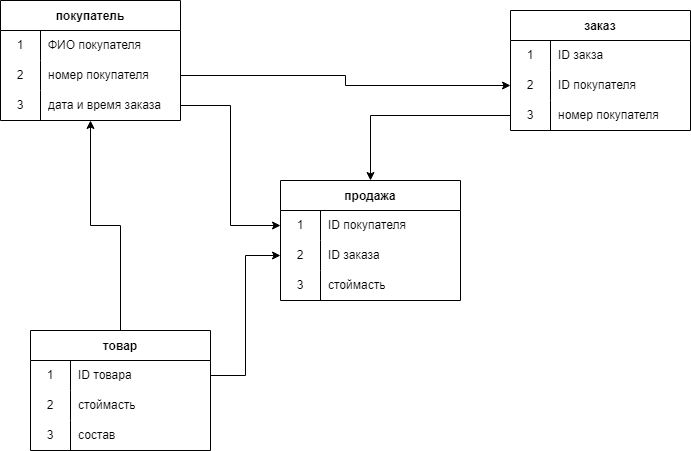 покупатель
1 ФИО покупателя
2 номер покупателя
3 дата и время заказа
заказ
1 ID закза
2 ID покупателя
3 номер покупателя
продажа
1 ID покупателя
2 ID заказа
3 стоймасть
товар
1 ID товара
2 стоймасть
3 состав